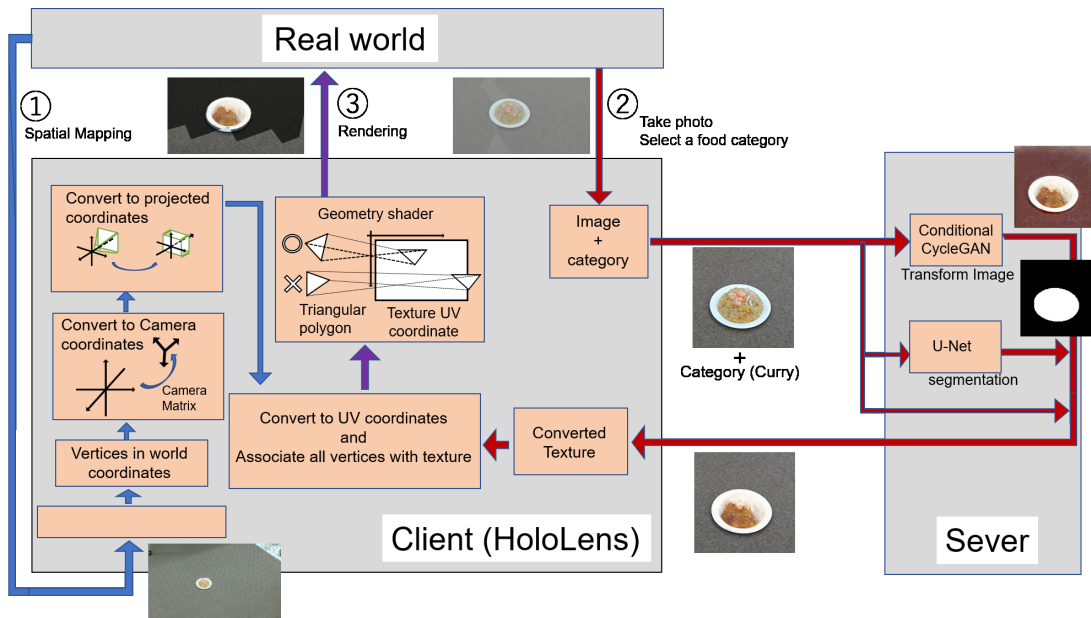 Real world
①
Spatial Mapping
③
Rendering
②
Take photo
Select a food category
Convert to projected
coordinates
Geometry shader
Triangular
polygon
Texture UV
coordinate
Image
+
category
Conditional
CycleGAN
Transform Image
Convert to Camera
coordinates
Camera
Matrix
U-Net
segmentation
+
Category (Curry)
Convert to UV coordinates
and
Associate all vertices with texture
Converted
Texture
Vertices in world
coordinates
Client (HoloLens)
Sever